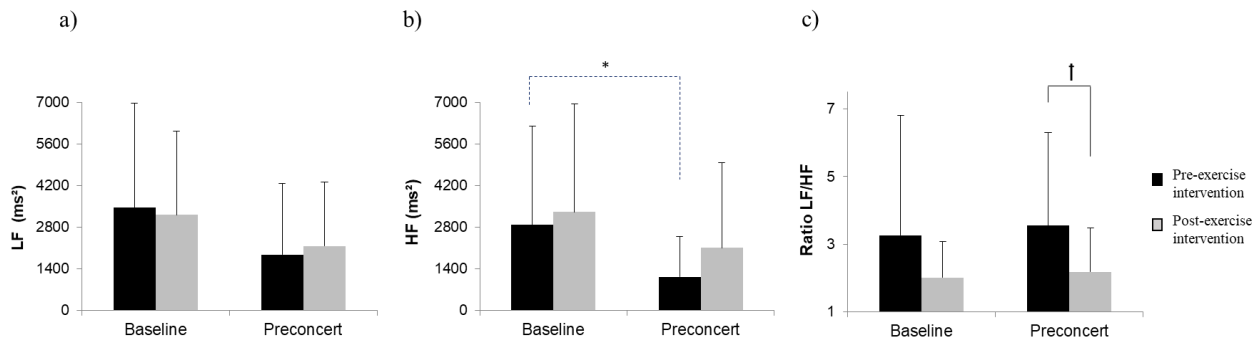 a)
LF (ms²)
7000
5600
4200
2800
1400
0
Baseline
Preconcert
b)
*
HF (ms²)
7000
5600
4200
2800
1400
0
Baseline
Preconcert
c)
†
Ratio LF/HF
7
5
3
1
Baseline
Preconcert
Pre-exercise
intervention
Post-exercise
intervention